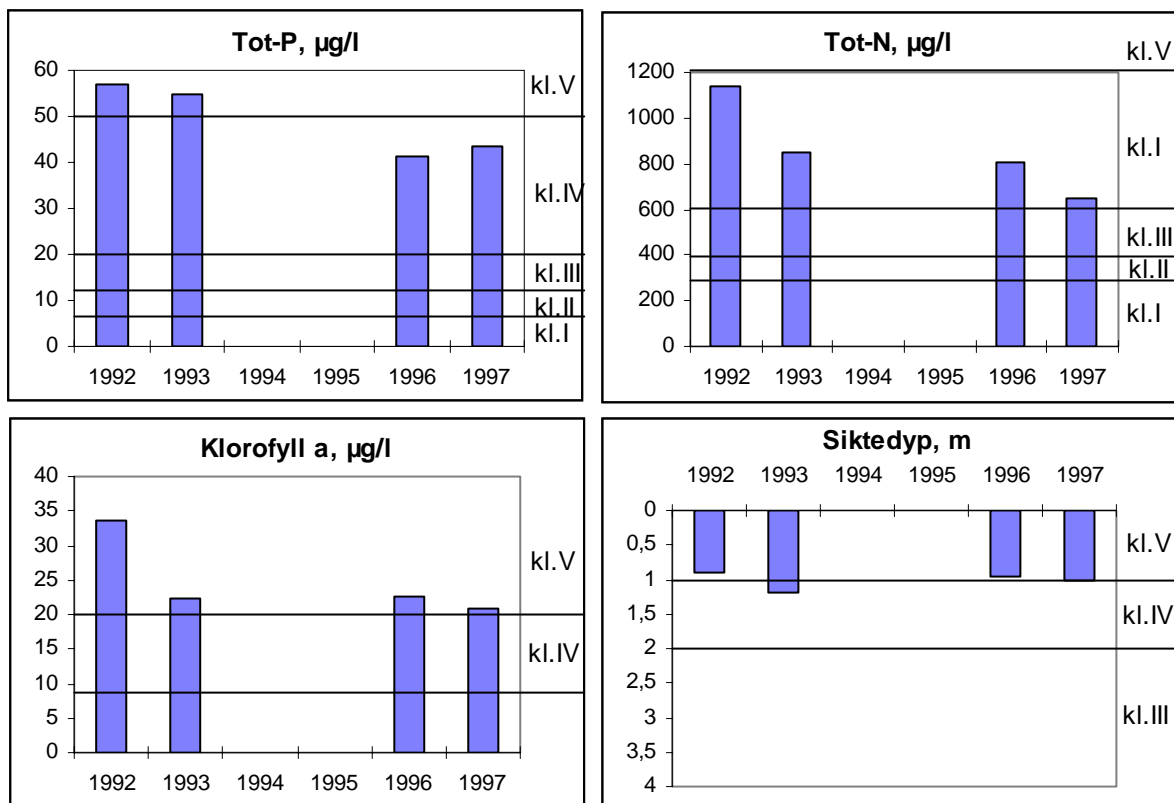 Tot-P, µg/l
60
50
40
30
20
10
0
kl.V
kl.IV
kl.III
kl.II
kl.I
1992 1993 1994 1995 1996 1997
Tot-N, µg/l
1200
1000
800
600
400
200
0
kl.V
kl.I
kl.III
kl.II
kl.I
1992 1993 1994 1995 1996 1997
Klorofyll a, µg/l
40
35
30
25
20
15
10
5
0
kl.V
kl.IV
1992 1993 1994 1995 1996 1997
Siktedyp, m
1992 1993 1994 1995 1996 1997
0
0,5
1
1,5
2
2,5
3
3,5
4
kl.V
kl.IV
kl.III